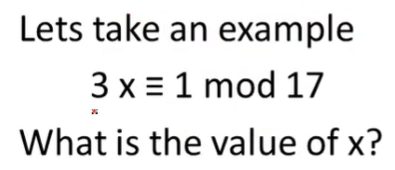 Lets take an example
3 x ≡ 1 mod 17
What is the value of x?